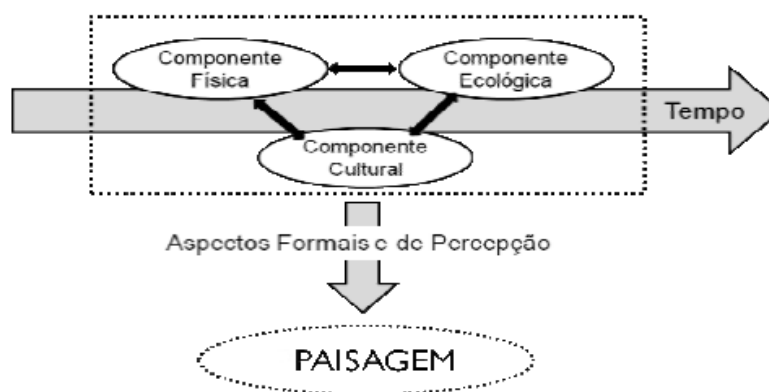 Componente
Física
Componente
Ecológica
Tempo
Componente
Cultural
Aspectos Formais e de Percepção
PAISAGEM